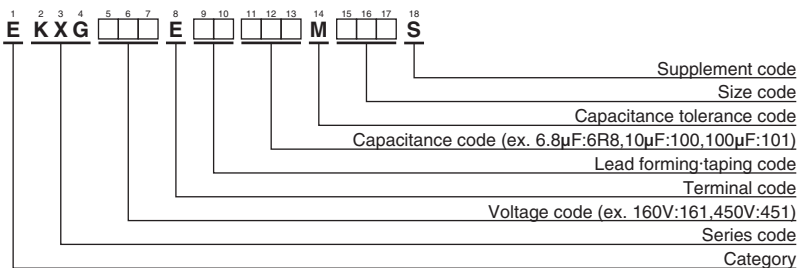 1 2 3 4 5 6 7 8 9 10 11 12 13 14 15 16 17 18
E KXG □□□ E □□ □□□ M □□□ S
Supplement code
Size code
Capacitance tolerance code
Capacitance code (ex. 6.8μF:6R8,10μF:100,100μF:101)
Lead forming·taping code
Terminal code
Voltage code (ex. 160V:161,450V:451)
Series code
Category